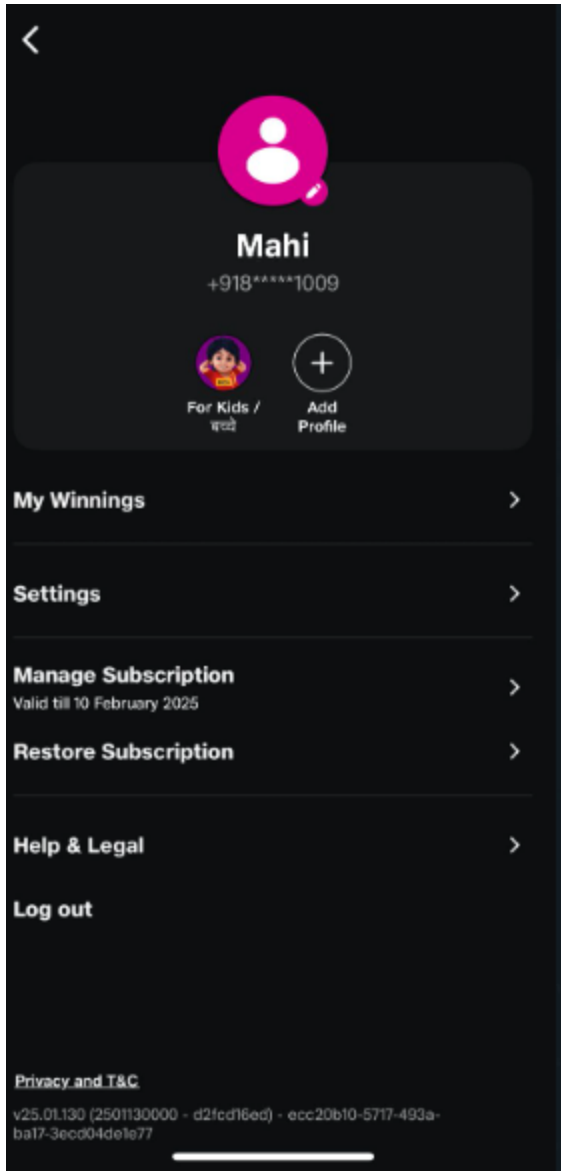 Mahi
+918*****1009
For Kids /
बच्चे
Add
Profile
My Winnings
Settings
Manage Subscription
Valid till 10 February 2025
Restore Subscription
Help & Legal
Log out
Privacy and T&C
v25.01.130 (2501130000 - d2fcd16ed) - ecc20b10-5717-493a-
ba17-3ecd04de1e77